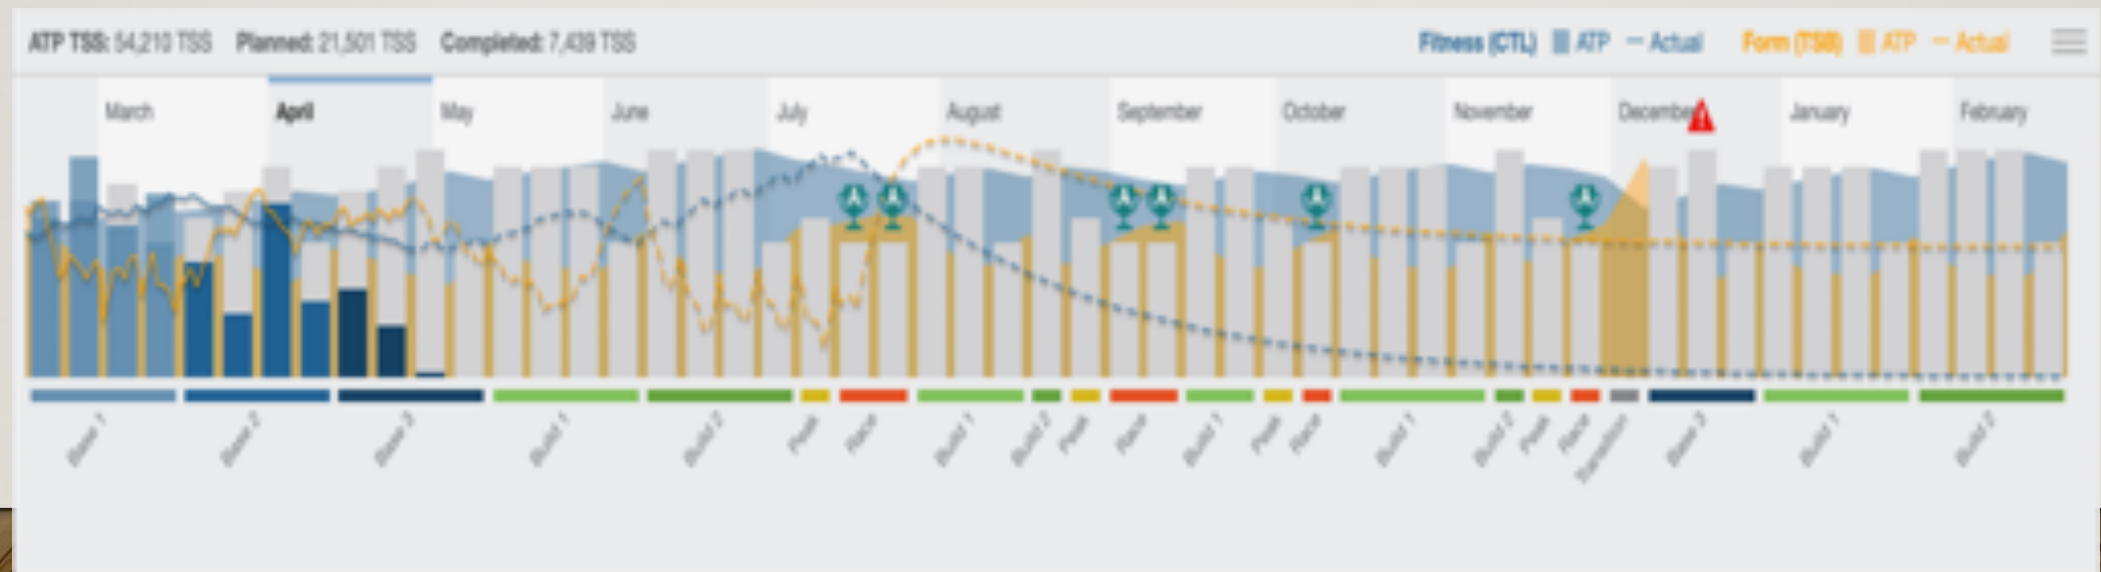 ATP TSS: 54,210 TSS Planned: 21,501 TSS Completed: 7,439 TSS Fitness (CTL) ATP Actual Form (TSB) ATP Actual
March April May June July August September October November December January February
A A A A A A
Base 1 Base 2 Base 3 Build 1 Build 2 Peak Race Build 1 Build 2 Peak Race Build 1 Peak Race Build 1 Build 2 Peak Race Transition Base 3 Build 1 Build 2